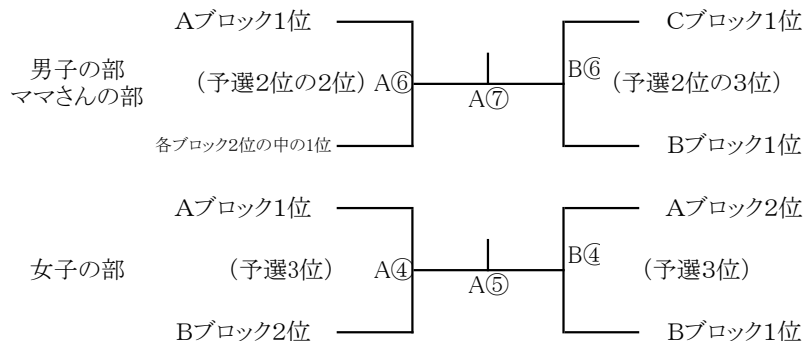 Aブロック1位 Cブロック1位
男子の部 (予選2位の2位) A⑥ B⑥ (予選2位の3位)
ママさんの部 A⑦
各ブロック2位の中の1位 Bブロック1位
Aブロック1位 Aブロック2位
女子の部 (予選3位) A④ B④ (予選3位)
A⑤
Bブロック2位 Bブロック1位